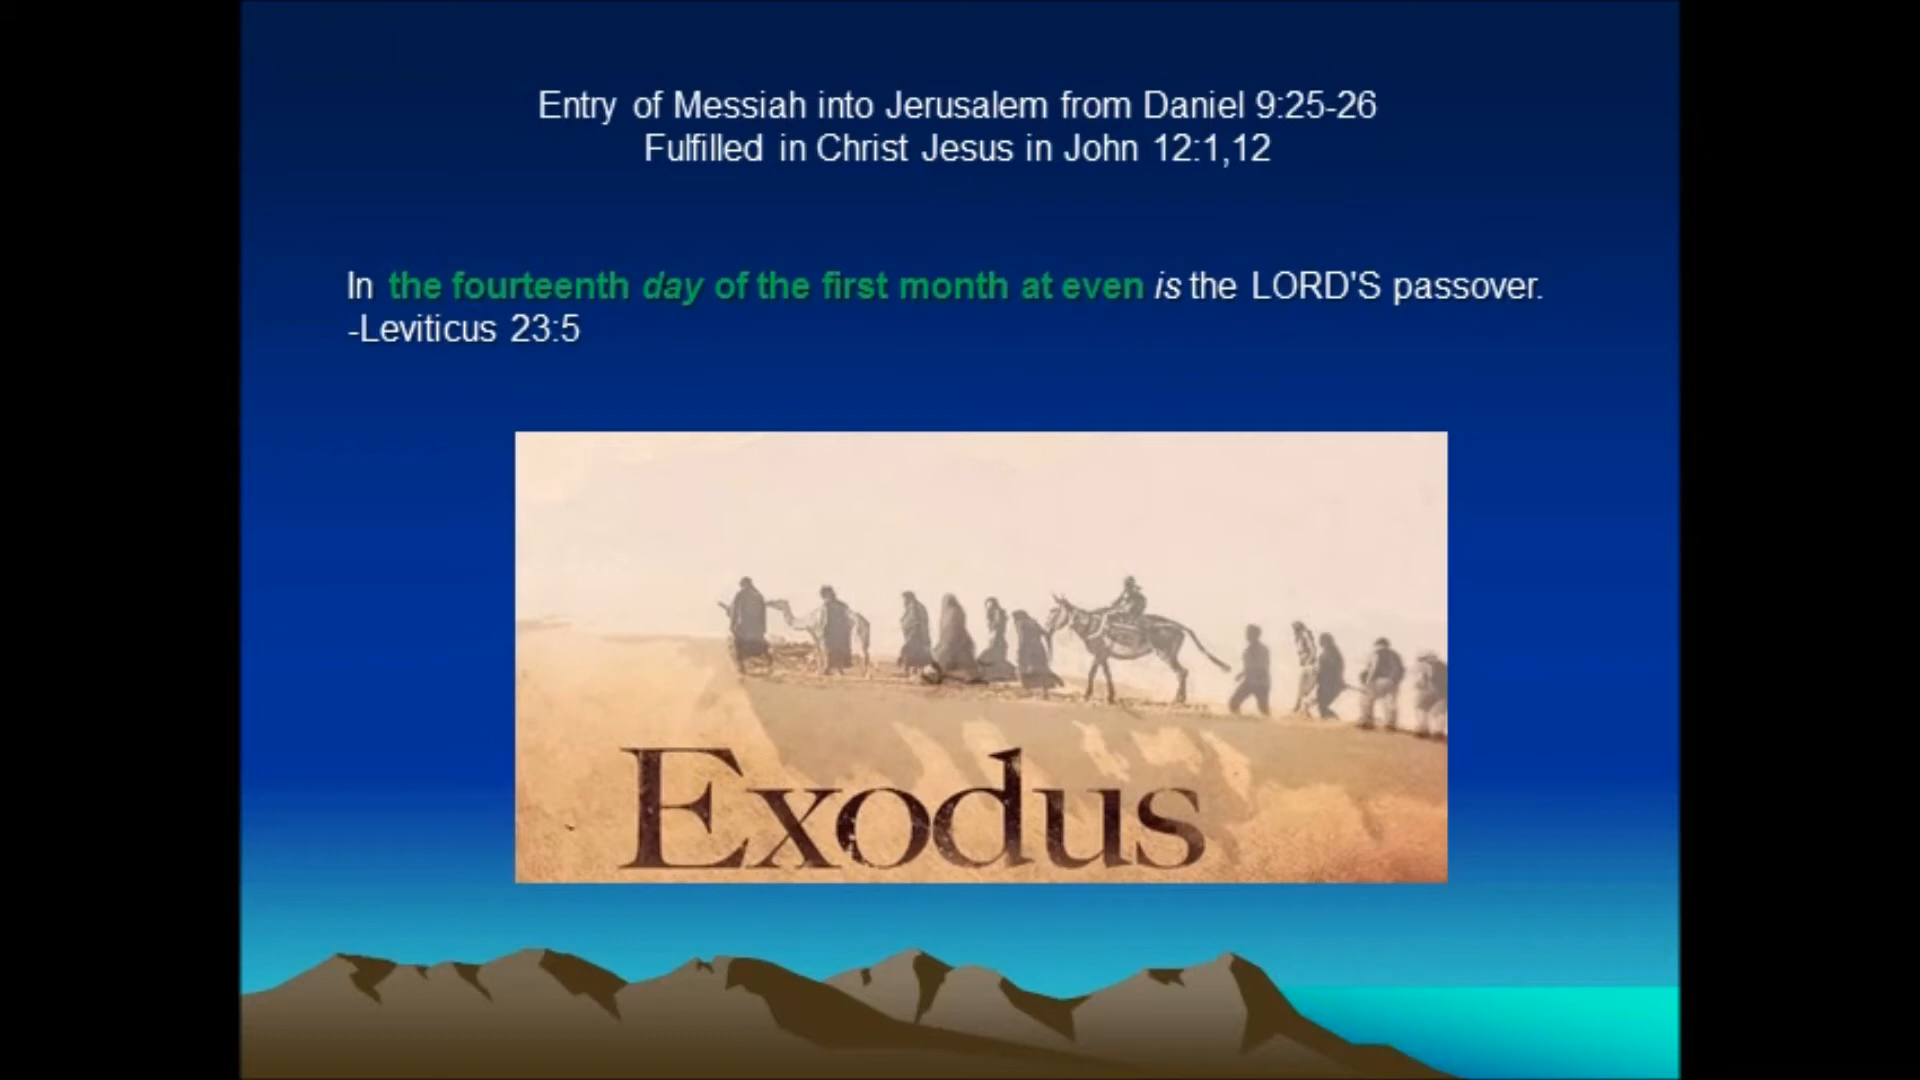 Entry of Messiah into Jerusalem from Daniel 9:25-26
Fulfilled in Christ Jesus in John 12:1,12
In the fourteenth day of the first month at even is the LORD'S passover.
-Leviticus 23:5
Exodus